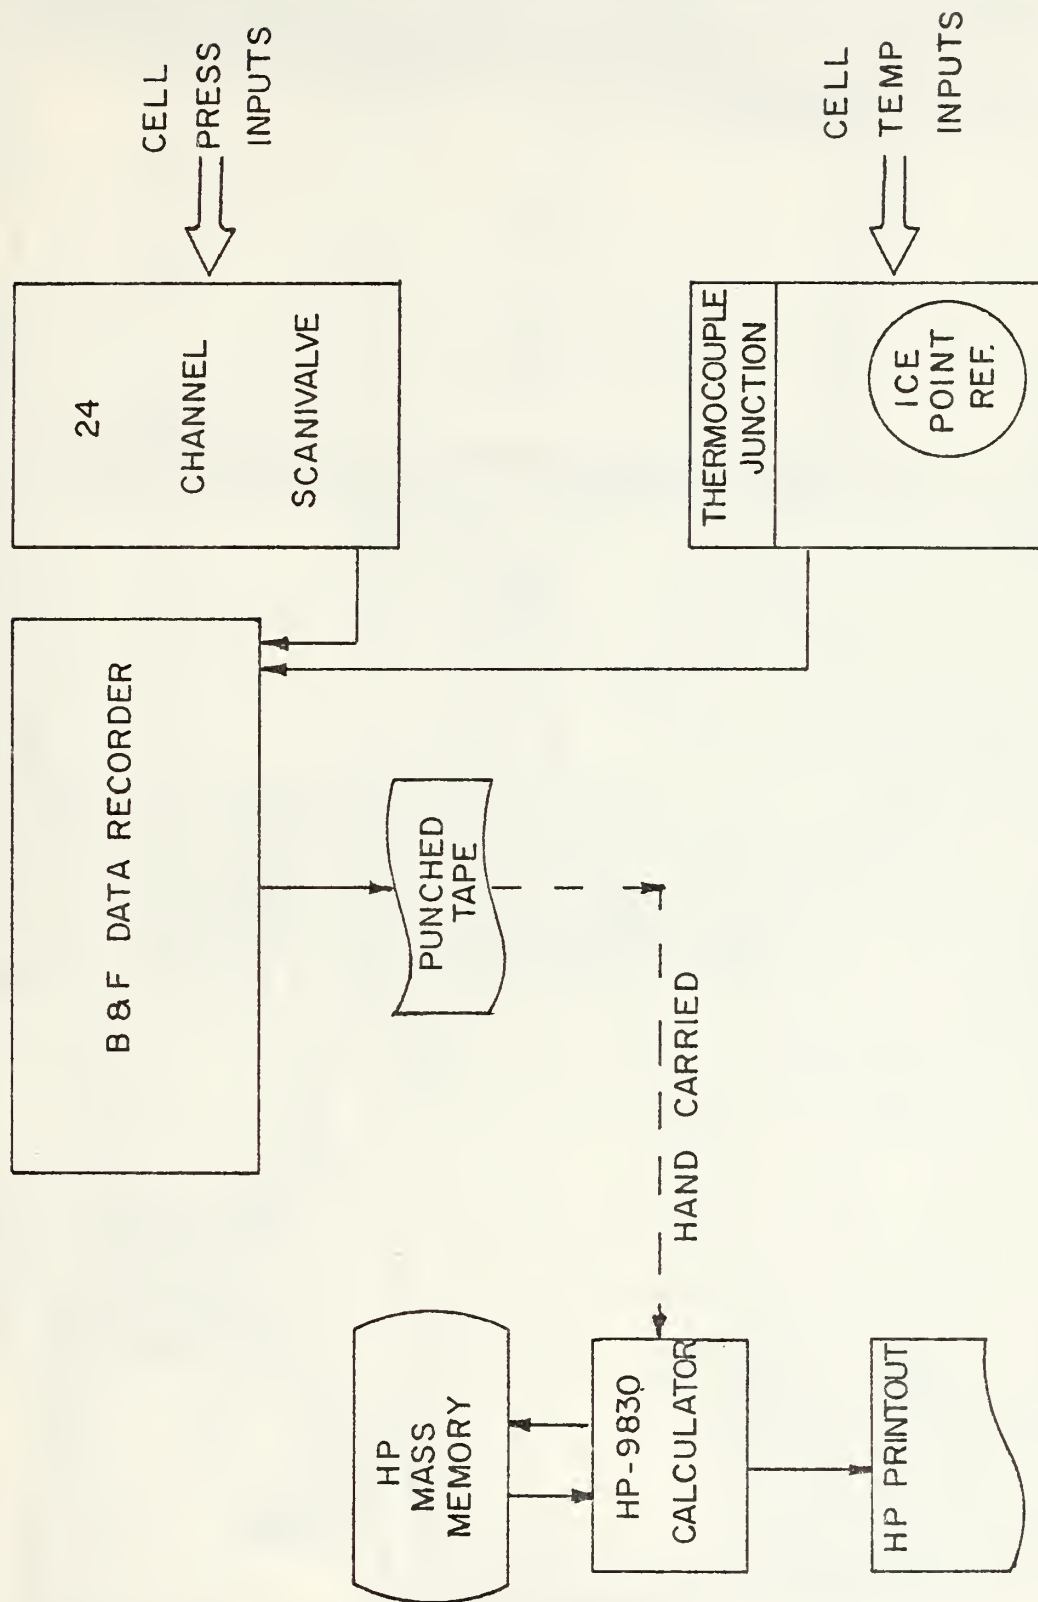 CELL
PRESS
INPUTS
24
CHANNEL
SCANIVALVE
B & F DATA RECORDER
CELL
TEMP
INPUTS
THERMOCOUPLE
JUNCTION
ICE
POINT
REF.
PUNCHED
TAPE
HAND CARRIED
HP
MASS
MEMORY
HP-9830
CALCULATOR
HP PRINTOUT